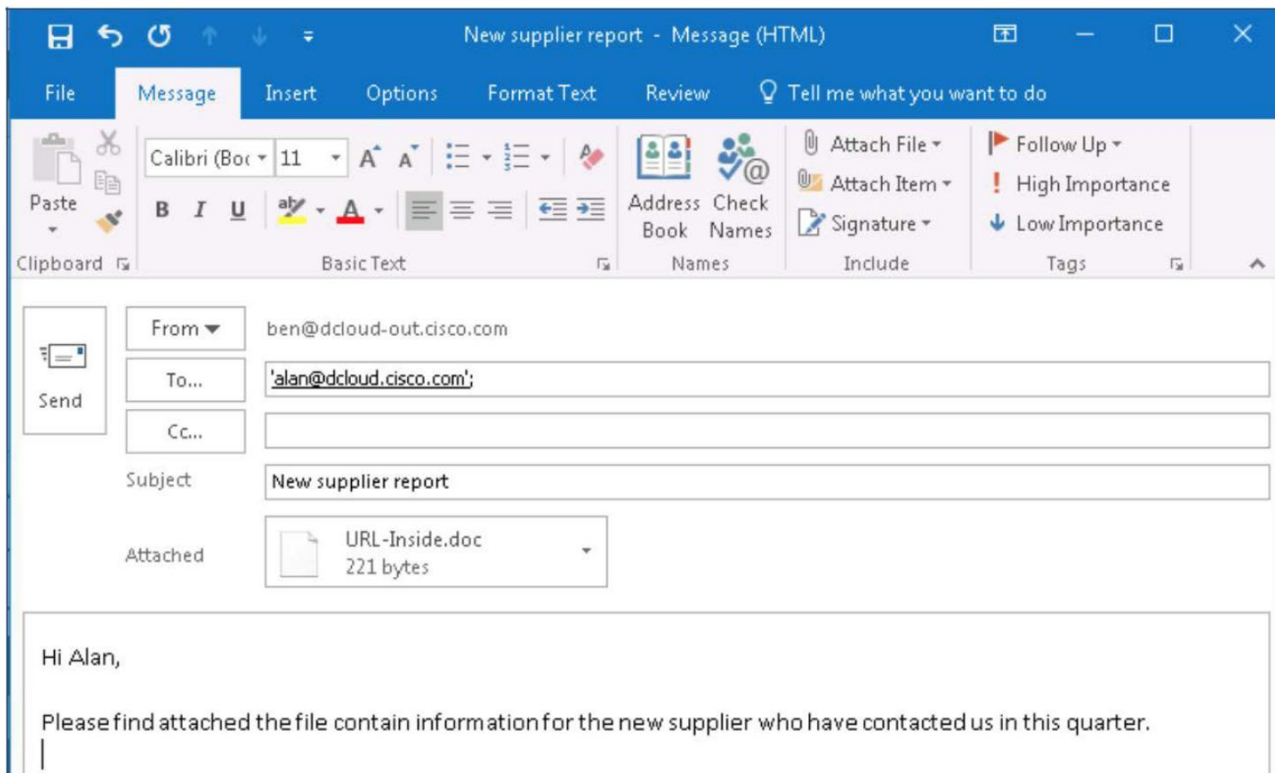 New supplier report - Message (HTML)
File Message Insert Options Format Text Review Tell me what you want to do
Paste
Calibri (Boc 11 A A
B I U aby A
Address Book
Check Names
Attach File
Attach Item
Signature
Follow Up
High Importance
Low Importance
Clipboard Basic Text Names Include Tags
Send
From ben@dcloud-out.cisco.com
To... 'alan@dcloud.cisco.com';
Cc...
Subject New supplier report
Attached URL-Inside.doc
221 bytes
Hi Alan,
Please find attached the file contain information for the new supplier who have contacted us in this quarter.